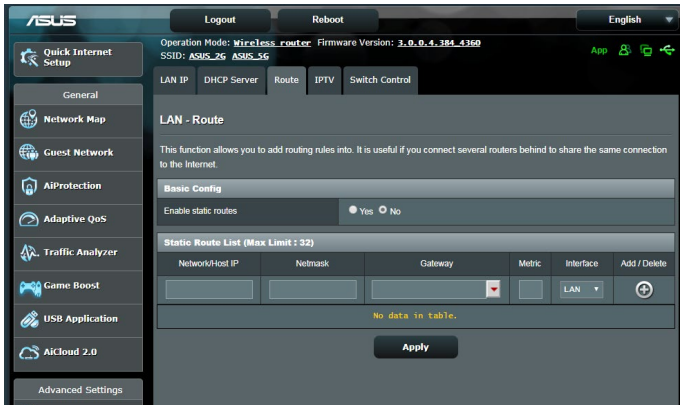 ASUS
Logout
Reboot
English
Quick Internet
Setup
General
Network Map
Guest Network
AiProtection
Adaptive QoS
Traffic Analyzer
Game Boost
USB Application
AiCloud 2.0
Advanced Settings
Operation Mode: Wireless router Firmware Version: 3.0.0.4.384_4360
SSID: ASUS_2G ASUS_5G
App
LAN IP DHCP Server Route IPTV Switch Control
LAN - Route
This function allows you to add routing rules into. It is useful if you connect several routers behind to share the same connection
to the Internet.
Basic Config
Enable static routes Yes No
Static Route List (Max Limit : 32)
Network/Host IP Netmask Gateway Metric Interface Add / Delete
LAN
No data in table.
Apply